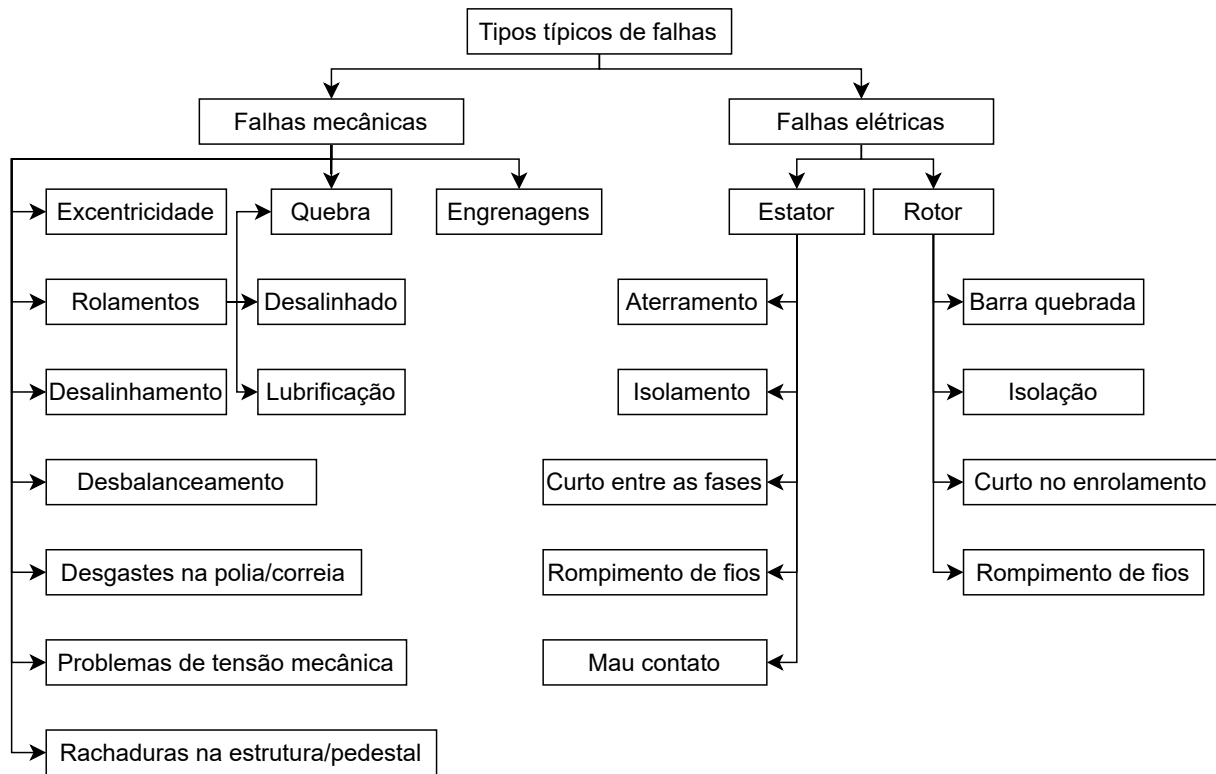 Tipos típicos de falhas
Falhas mecânicas
Falhas elétricas
Excentricidade
Quebra
Engrenagens
Estator
Rotor
Rolamentos
Desalinhado
Aterramento
Barra quebrada
Desalinhamento
Lubrificação
Isolamento
Isolação
Desbalanceamento
Curto entre as fases
Curto no enrolamento
Desgastes na polia/correia
Rompimento de fios
Rompimento de fios
Problemas de tensão mecânica
Mau contato
Rachaduras na estrutura/pedestal